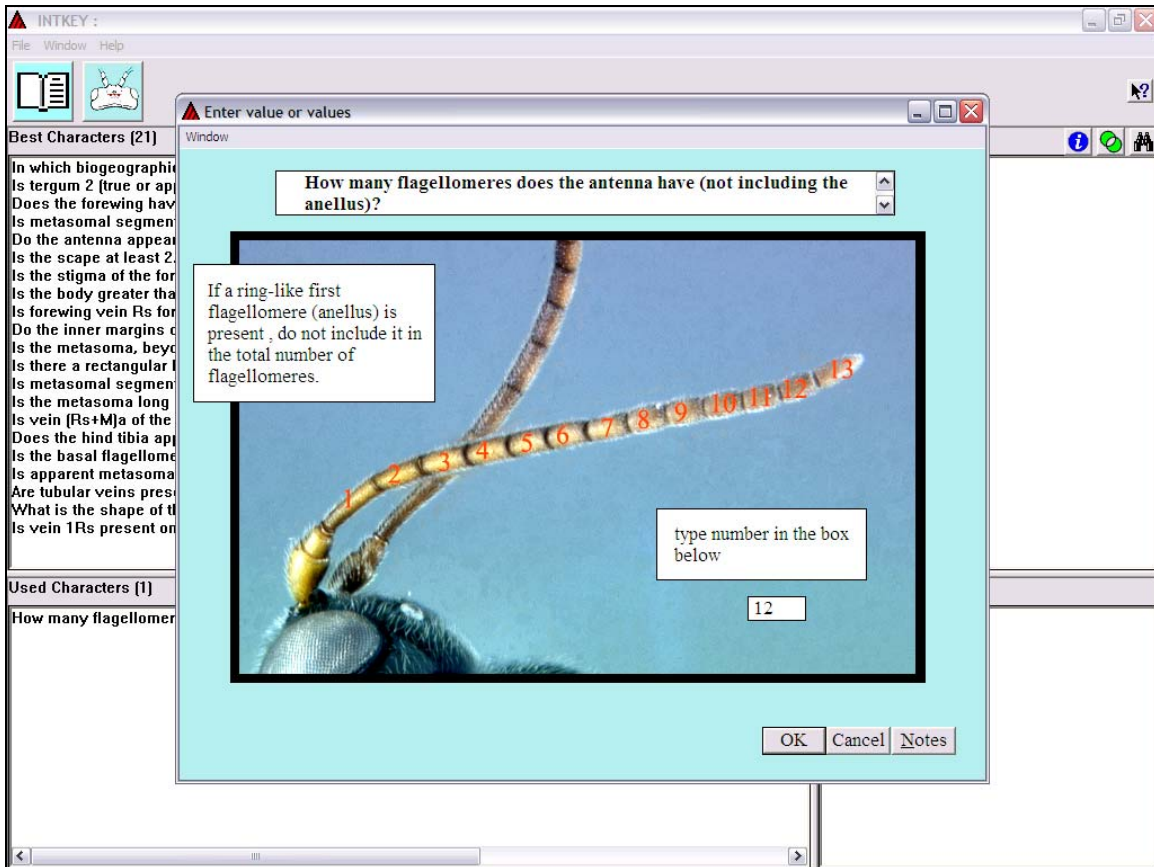 INTKEY :
File Window Help
Best Characters (21)
In which biogeographic
Is tergum 2 (true or app
Does the forewing hav
Is metasomal segment
Do the antenna appear
Is the scape at least 2.
Is the stigma of the for
Is the body greater tha
Is forewing vein Rs for
Do the inner margins o
Is the metasoma, beyo
Is there a rectangular
Is metasomal segment
Is the metasoma long
Is vein (Rs+M)a of the
Does the hind tibia app
Is the basal flagellome
Is apparent metasoma
Are tubular veins prese
What is the shape of th
Is vein 1Rs present on
Used Characters (1)
How many flagellomer
Enter value or values
Window
How many flagellomeres does the antenna have (not including the
anellus)?
If a ring-like first
flagellomere (anellus) is
present , do not include it in
the total number of
flagellomeres.
1 2 3 4 5 6 7 8 9 10 11 12 13
type number in the box
below
12
OK Cancel Notes